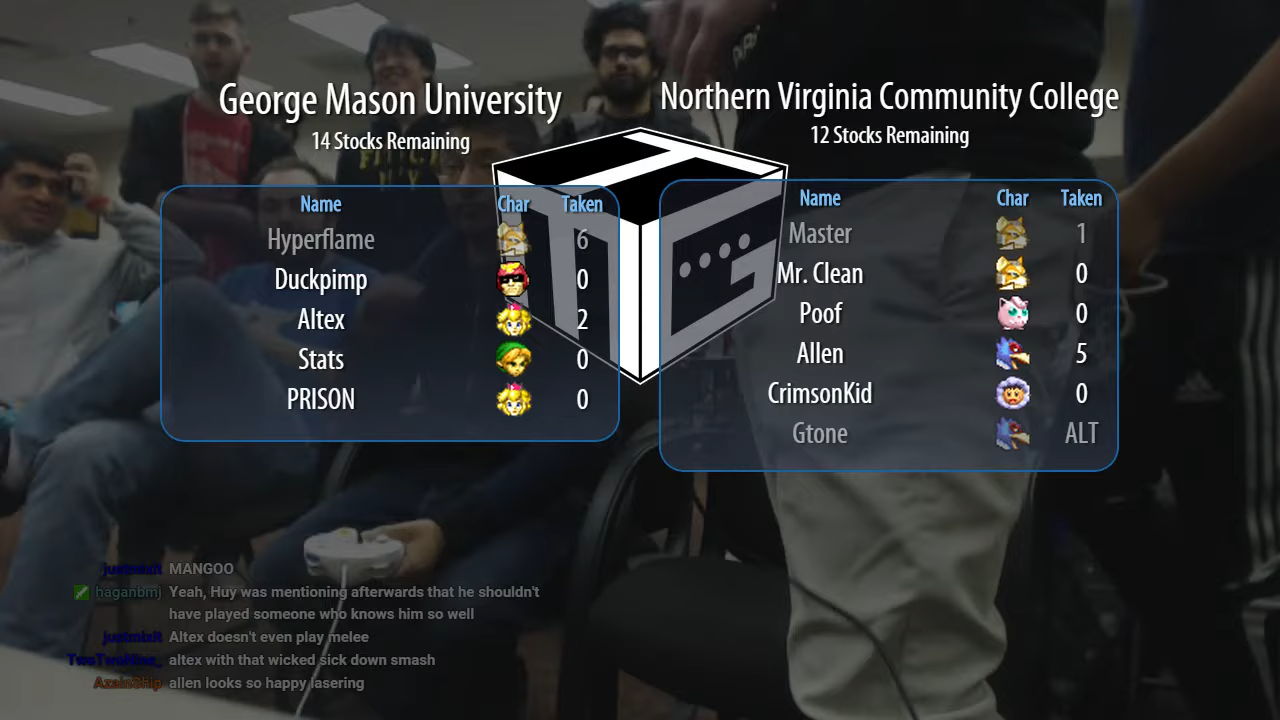 George Mason University
14 Stocks Remaining
Name Char Taken
Hyperflame 6
Duckpimp 0
Altex 2
Stats 0
PRISON 0
Northern Virginia Community College
12 Stocks Remaining
Name Char Taken
Master 1
Mr. Clean 0
Poof 0
Allen 5
CrimsonKid 0
Gtone ALT
justmixit MANGOO
haganbmj Yeah, Huy was mentioning afterwards that he shouldn't
have played someone who knows him so well
justmixit Altex doesn't even play melee
TwoTwoNine_ altex with that wicked sick down smash
allen looks so happy lasering